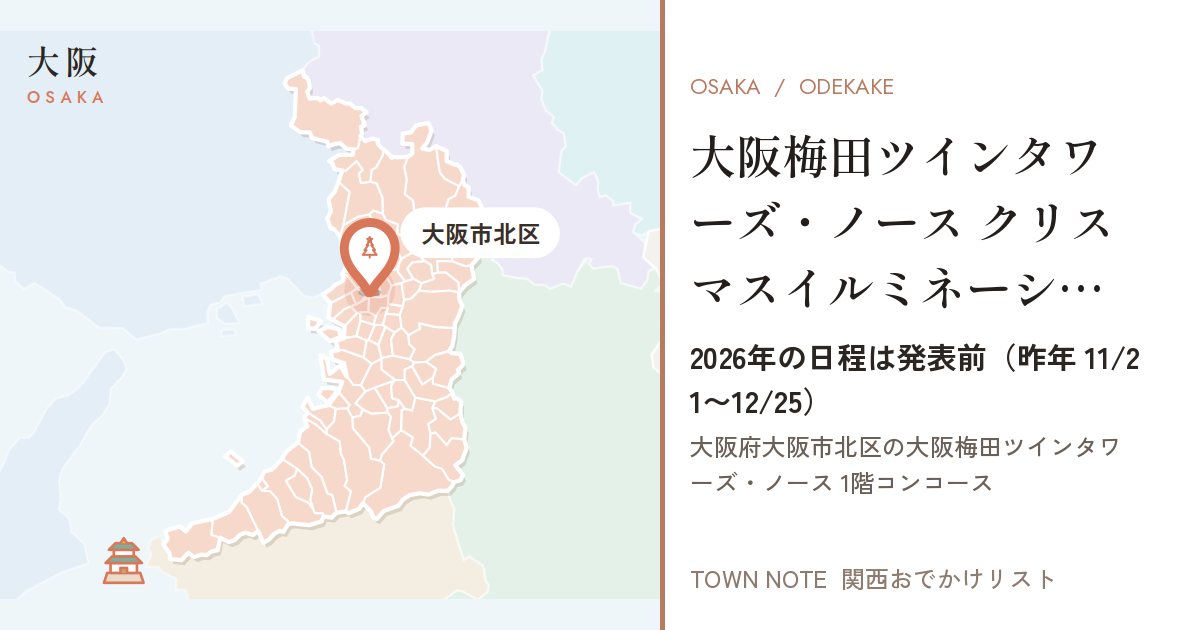 大阪
OSAKA
大阪市北区
OSAKA / ODEKAKE
大阪梅田ツインタワ
ーズ・ノース クリス
マスイルミネーシ…
2026年の日程は発表前（昨年 11/2
1〜12/25）
大阪府大阪市北区の大阪梅田ツインタワ
ーズ・ノース 1階コンコース
TOWN NOTE 関西おでかけリスト